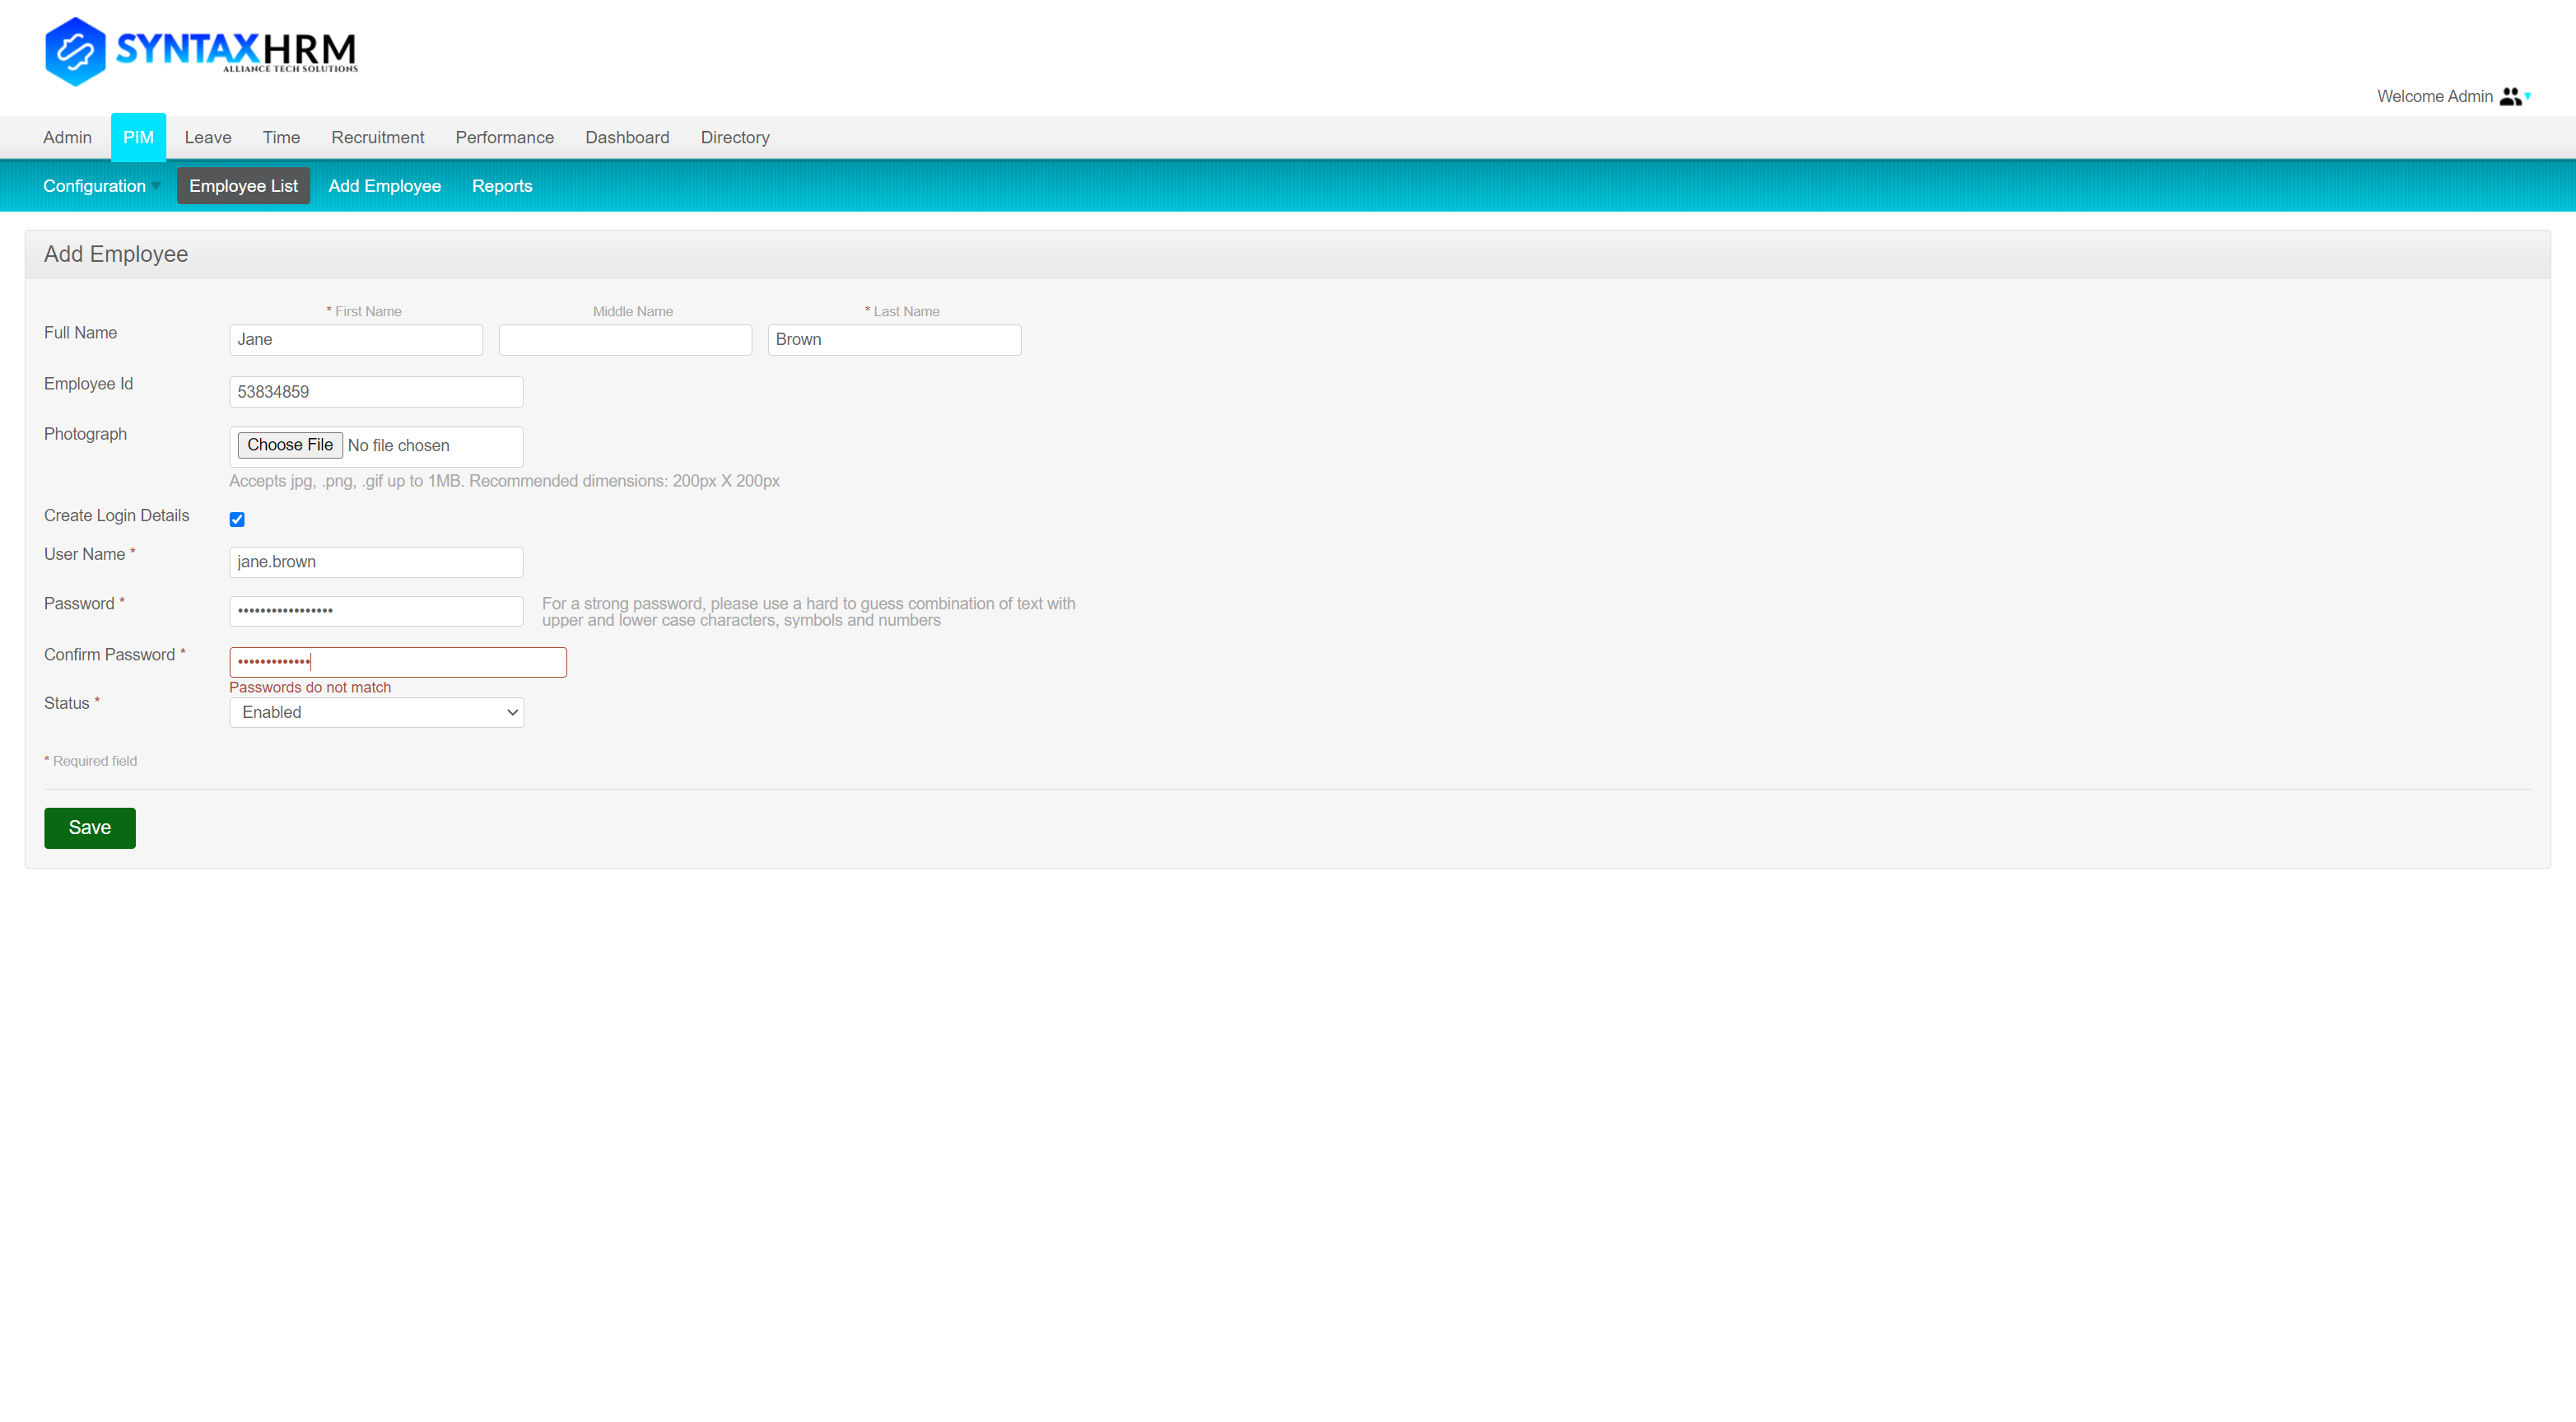 SYNTAXHRM
ALLIANCE TECH SOLUTIONS
Welcome Admin
Admin PIM Leave Time Recruitment Performance Dashboard Directory
Configuration Employee List Add Employee Reports
Add Employee
* First Name Middle Name * Last Name
Full Name Jane Brown
Employee Id 53834859
Photograph Choose File No file chosen
Accepts jpg, .png, .gif up to 1MB. Recommended dimensions: 200px X 200px
Create Login Details
User Name * jane.brown
Password * ••••••••••••••••• For a strong password, please use a hard to guess combination of text with
upper and lower case characters, symbols and numbers
Confirm Password * •••••••••••••
Passwords do not match
Status * Enabled
* Required field
Save